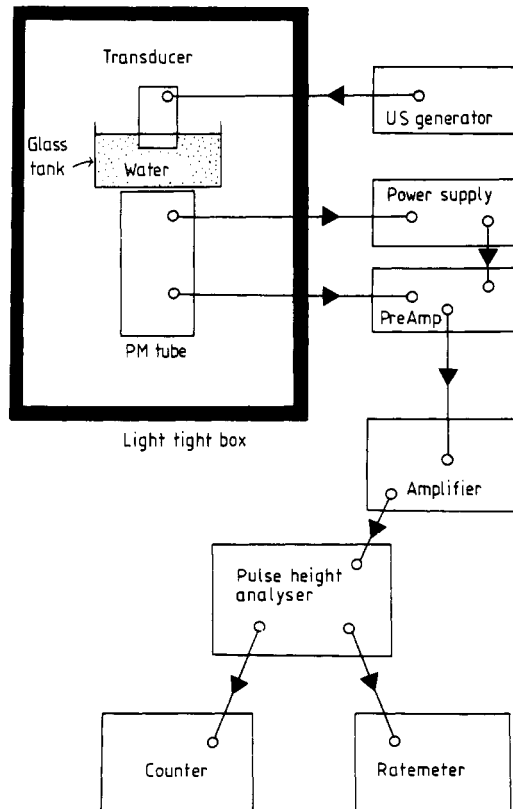 Transducer
US generator
Glass
tank
Water
Power supply
PreAmp
PM tube
Light tight box
Amplifier
Pulse height
analyser
Counter
Ratemeter